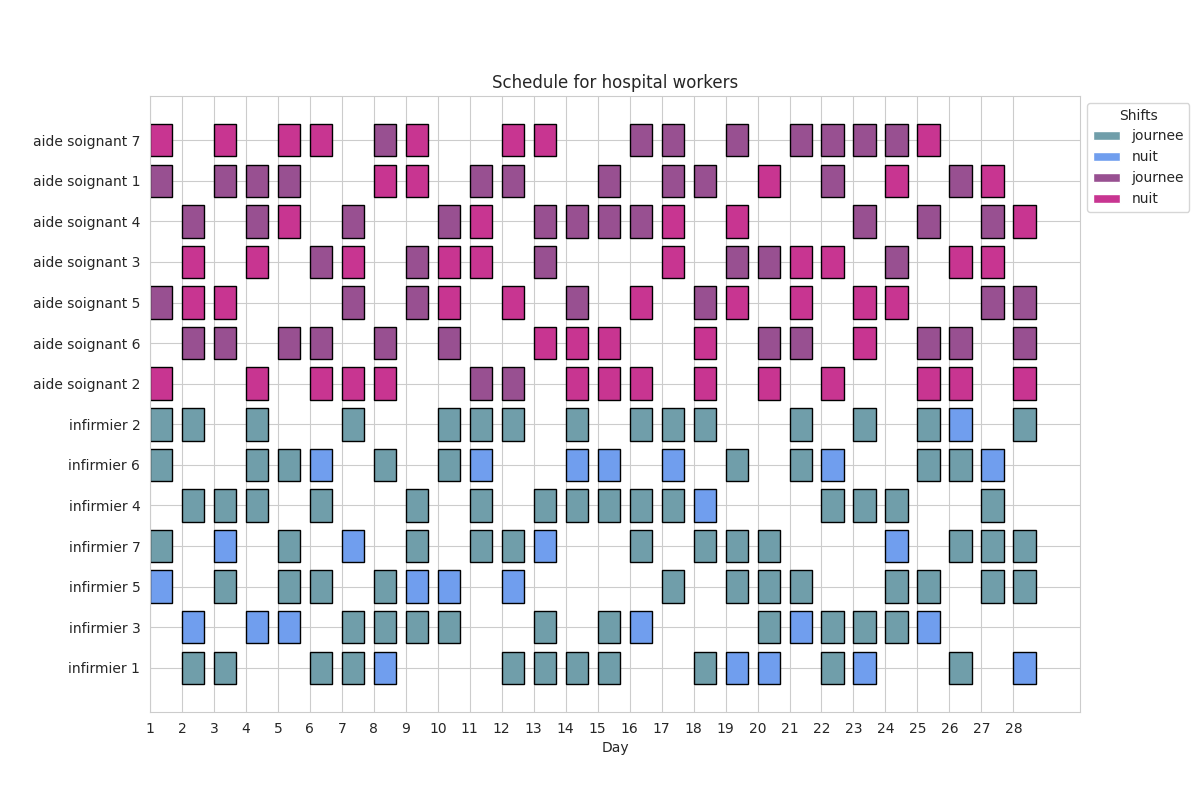 Schedule for hospital workers
Shifts
journee
nuit
journee
nuit
aide soignant 7
aide soignant 1
aide soignant 4
aide soignant 3
aide soignant 5
aide soignant 6
aide soignant 2
infirmier 2
infirmier 6
infirmier 4
infirmier 7
infirmier 5
infirmier 3
infirmier 1
1 2 3 4 5 6 7 8 9 10 11 12 13 14 15 16 17 18 19 20 21 22 23 24 25 26 27 28
Day